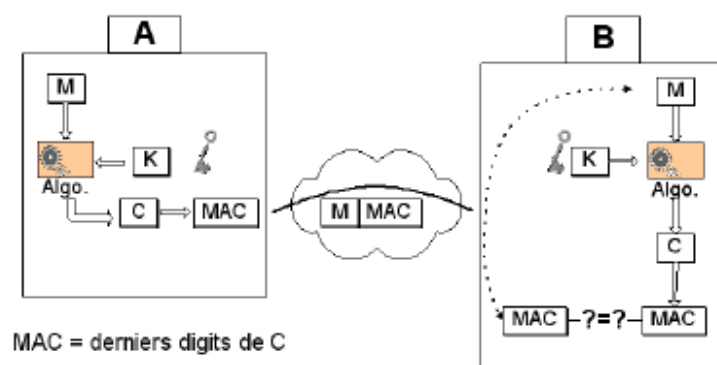 A
M
K
Algo.
C
MAC
M MAC
B
M
K
Algo.
C
MAC -?=?- MAC
MAC = derniers digits de C